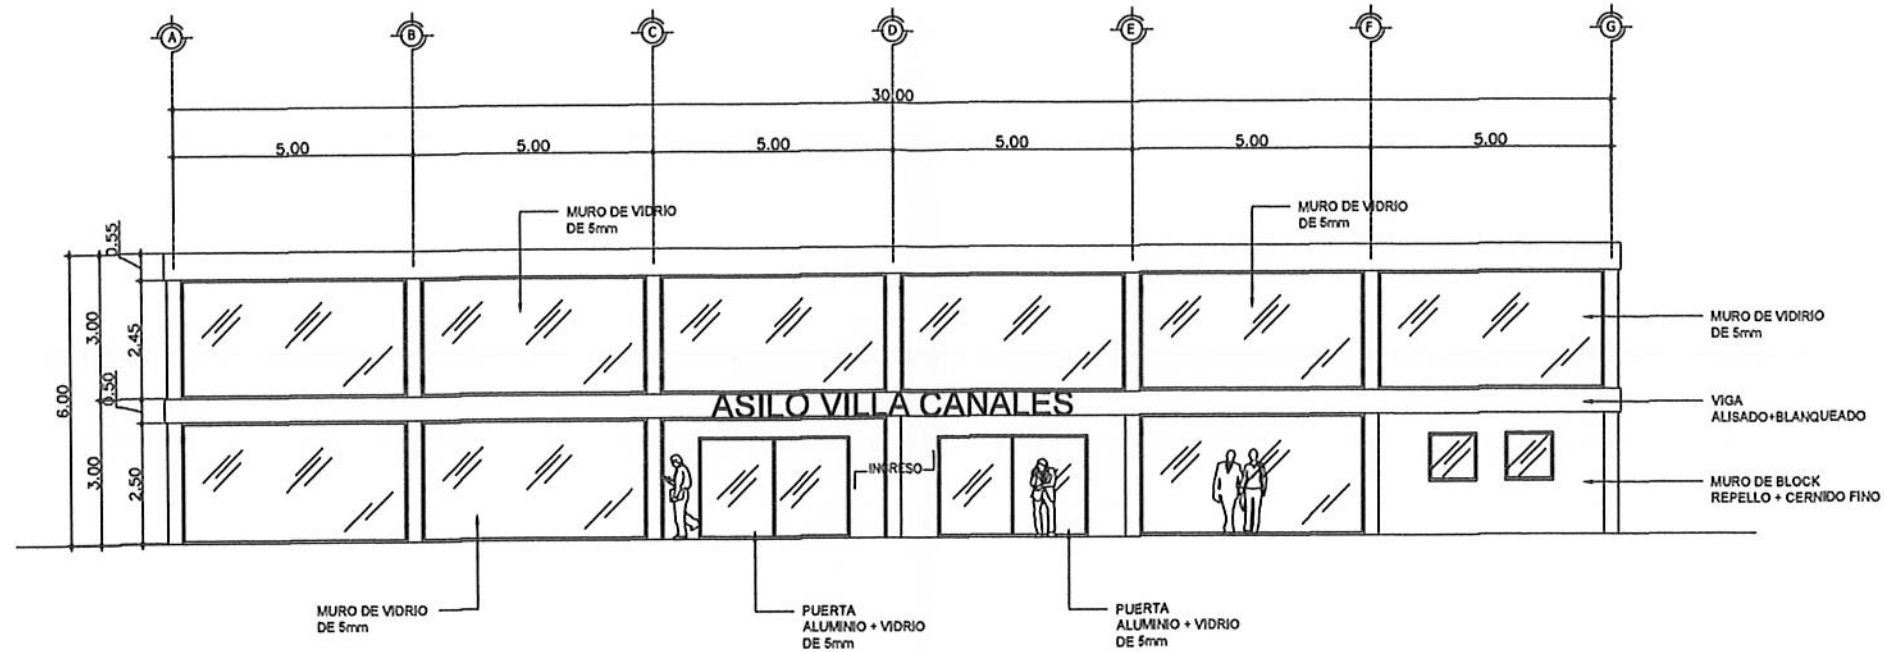 A B C D E F G
30.00
5.00 5.00 5.00 5.00 5.00 5.00
MURO DE VIDRIO
DE 5mm
MURO DE VIDRIO
DE 5mm
0.55
3.00
2.45
6.00
0.50
3.00
2.50
MURO DE VIDIRIO
DE 5mm
ASILO VILLA CANALES
VIGA
ALISADO+BLANQUEADO
INGRESO
MURO DE BLOCK
REPELLO + CERNIDO FINO
MURO DE VIDRIO
DE 5mm
PUERTA
ALUMINIO + VIDRIO
DE 5mm
PUERTA
ALUMINIO + VIDRIO
DE 5mm